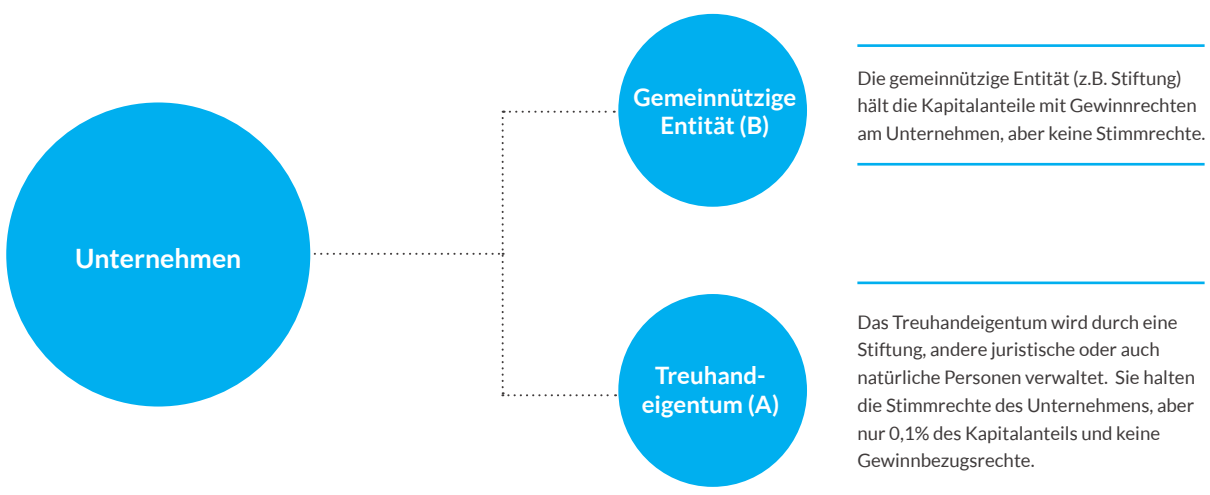 Unternehmen
Gemeinnützige
Entität (B)
Die gemeinnützige Entität (z.B. Stiftung)
hält die Kapitalanteile mit Gewinnrechten
am Unternehmen, aber keine Stimmrechte.
Treuhand-
eigentum (A)
Das Treuhandeigentum wird durch eine
Stiftung, andere juristische oder auch
natürliche Personen verwaltet.  Sie halten
die Stimmrechte des Unternehmens, aber
nur 0,1% des Kapitalanteils und keine
Gewinnbezugsrechte.